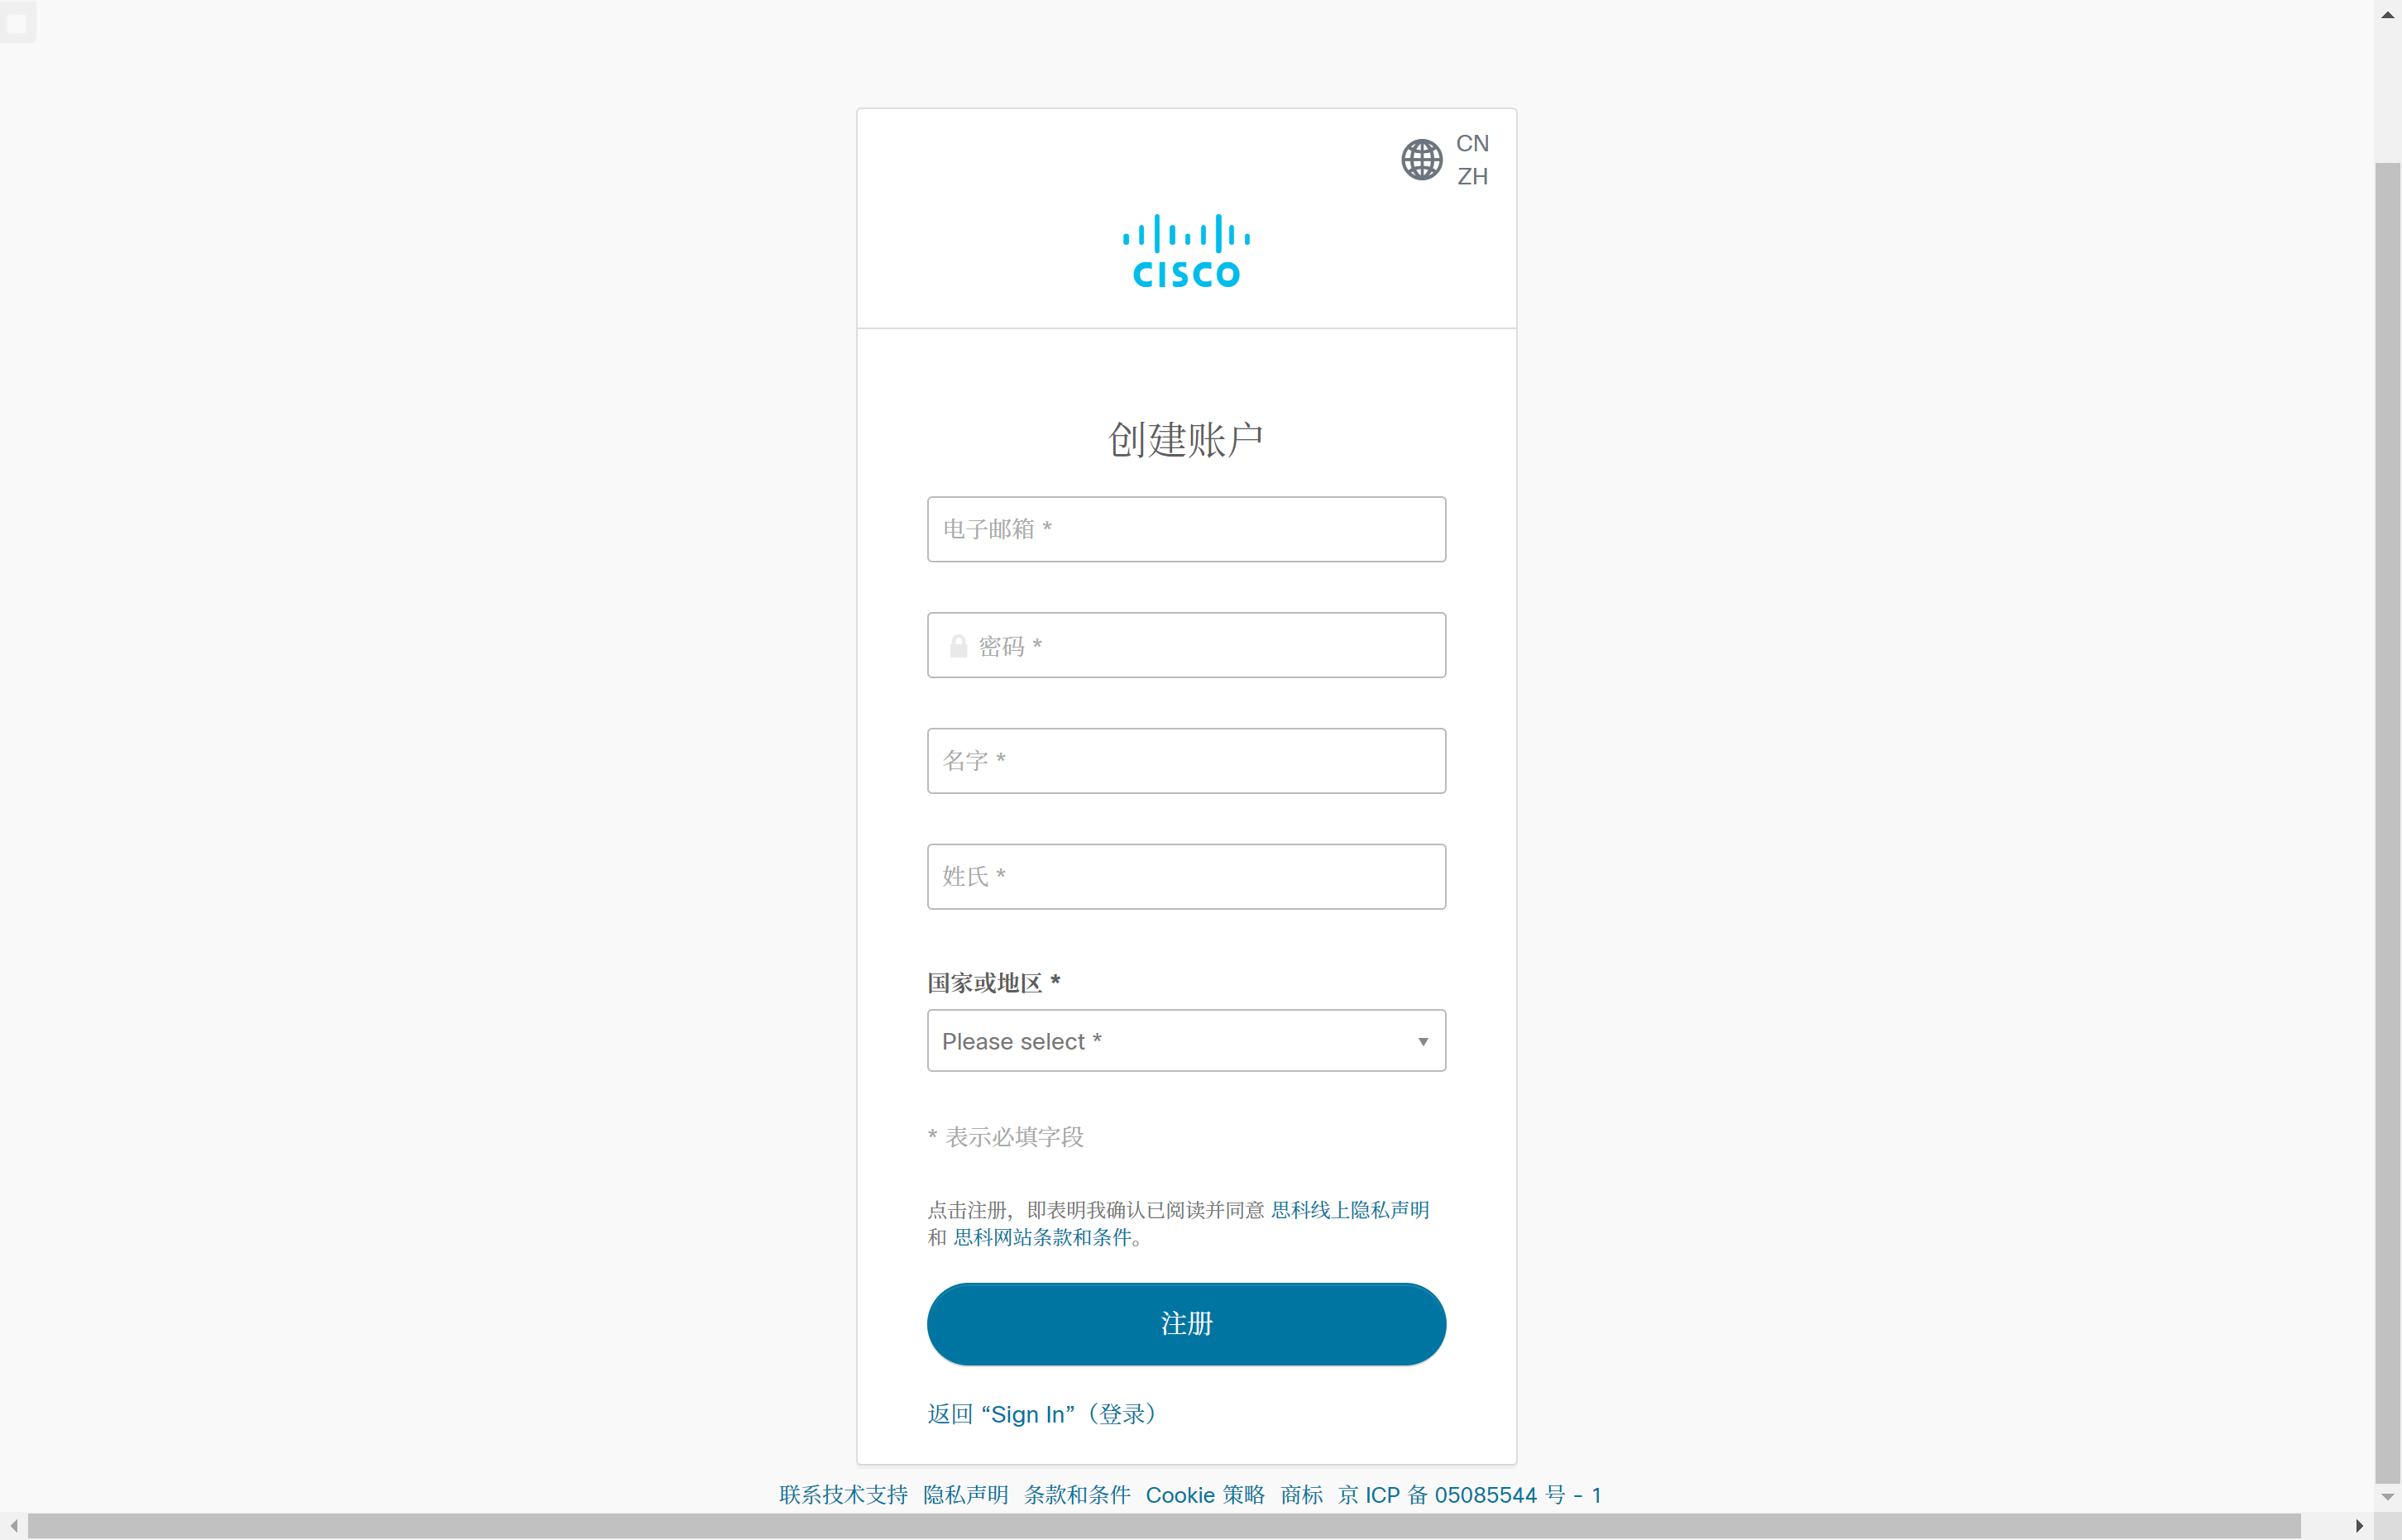 CN
ZH
CISCO
创建账户
电子邮箱 *
密码 *
名字 *
姓氏 *
国家或地区 *
Please select *
* 表示必填字段
点击注册，即表明我确认已阅读并同意 思科线上隐私声明
和 思科网站条款和条件。
注册
返回 “Sign In”（登录）
联系技术支持 隐私声明 条款和条件 Cookie 策略 商标 京 ICP 备 05085544 号 - 1